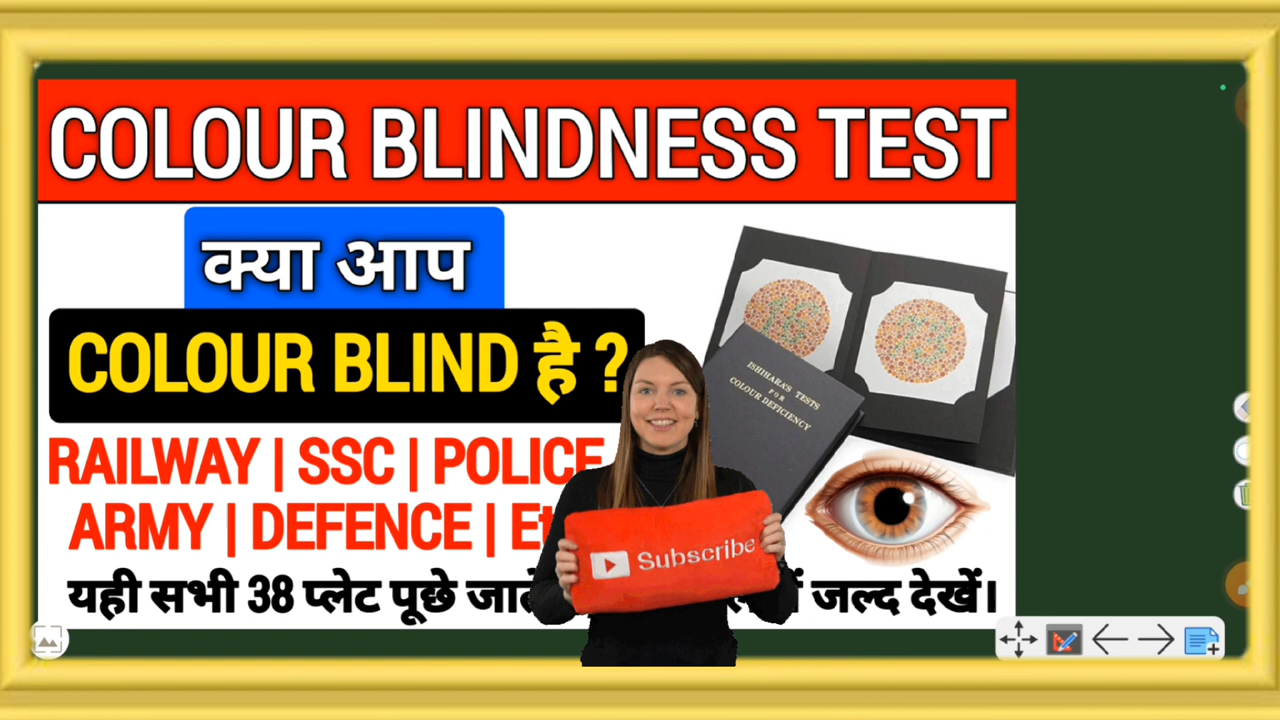 COLOUR BLINDNESS TEST
क्या आप
COLOUR BLIND है ?
ISHIHARA'S TESTS
FOR
COLOUR DEFICIENCY
RAILWAY | SSC | POLICE
ARMY | DEFENCE |
Subscribe
यही सभी 38 प्लेट पूछे जल्द देखें।